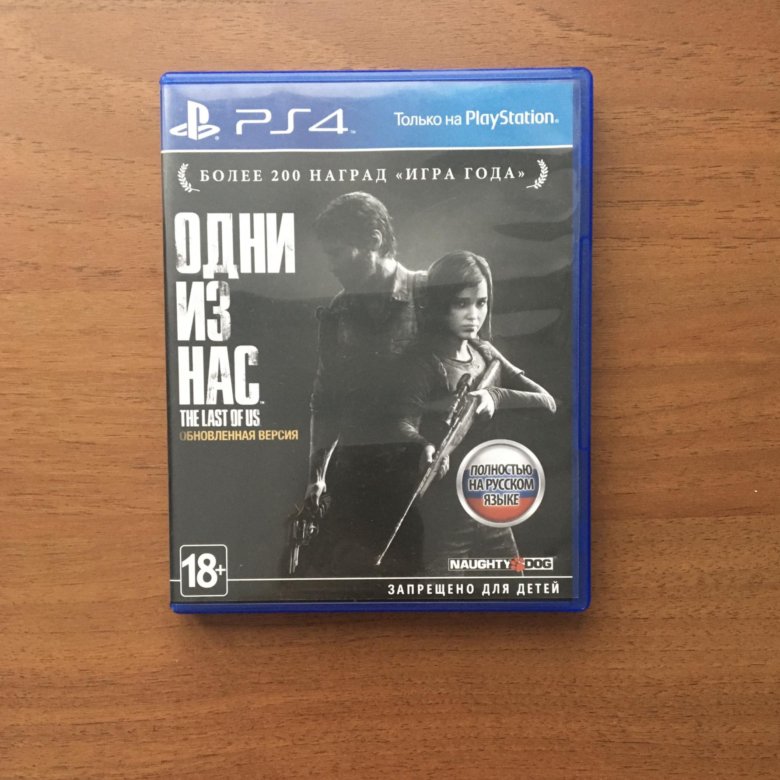 PS4
Только на PlayStation®
БОЛЕЕ 200 НАГРАД «ИГРА ГОДА»
ОДНИ
ИЗ
НАС™
THE LAST OF US
ОБНОВЛЕННАЯ ВЕРСИЯ
ПОЛНОСТЬЮ
НА РУССКОМ
ЯЗЫКЕ
18+
NAUGHTY DOG
ЗАПРЕЩЕНО ДЛЯ ДЕТЕЙ